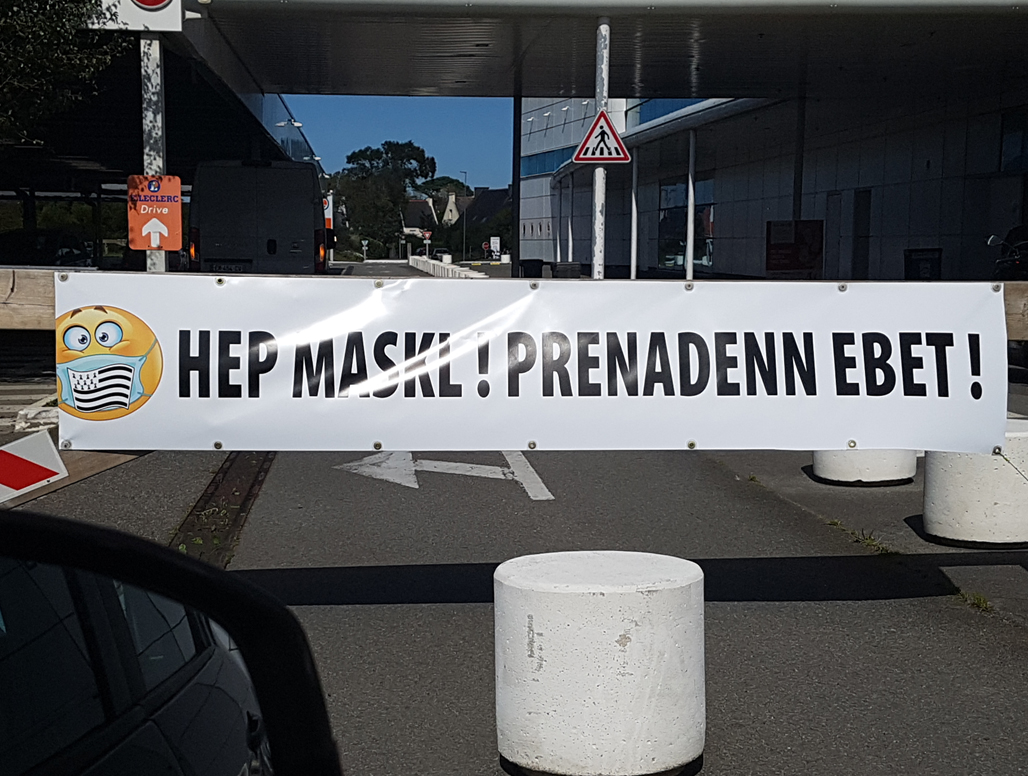 E.LECLERC
Drive
HEP MASKL ! PRENADENN EBET !